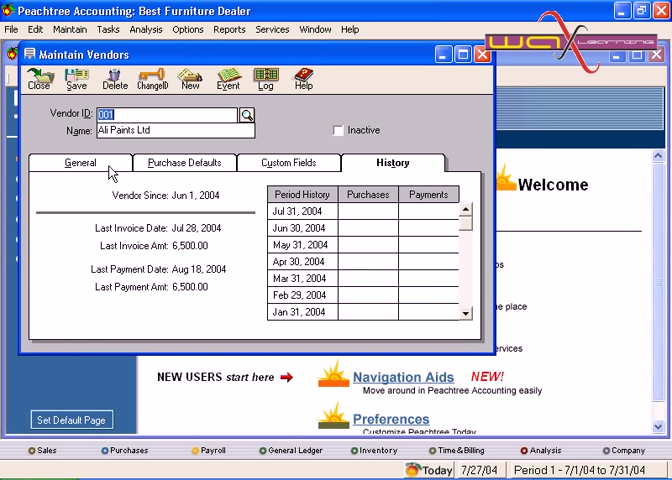 Peachtree Accounting: Best Furniture Dealer
File Edit Maintain Tasks Analysis Options Reports Services Window Help
wax
Learning
Maintain Vendors
Close Save Delete ChangeID New Event Log Help
Vendor ID: 001
Name: Ali Paints Ltd
Inactive
General Purchase Defaults Custom Fields History
Vendor Since: Jun 1, 2004
Last Invoice Date: Jul 28, 2004
Last Invoice Amt: 6,500.00
Last Payment Date: Aug 18, 2004
Last Payment Amt: 6,500.00
Period History Purchases Payments
Jul 31, 2004
Jun 30, 2004
May 31, 2004
Apr 30, 2004
Mar 31, 2004
Feb 29, 2004
Jan 31, 2004
Welcome
e place
ervices
NEW USERS start here
Navigation Aids NEW!
Move around in Peachtree Accounting easily
Preferences
Customize Peachtree Today
Set Default Page
Sales Purchases Payroll General Ledger Inventory Time & Billing Analysis Company
Today 7/27/04 Period 1 - 7/1/04 to 7/31/04